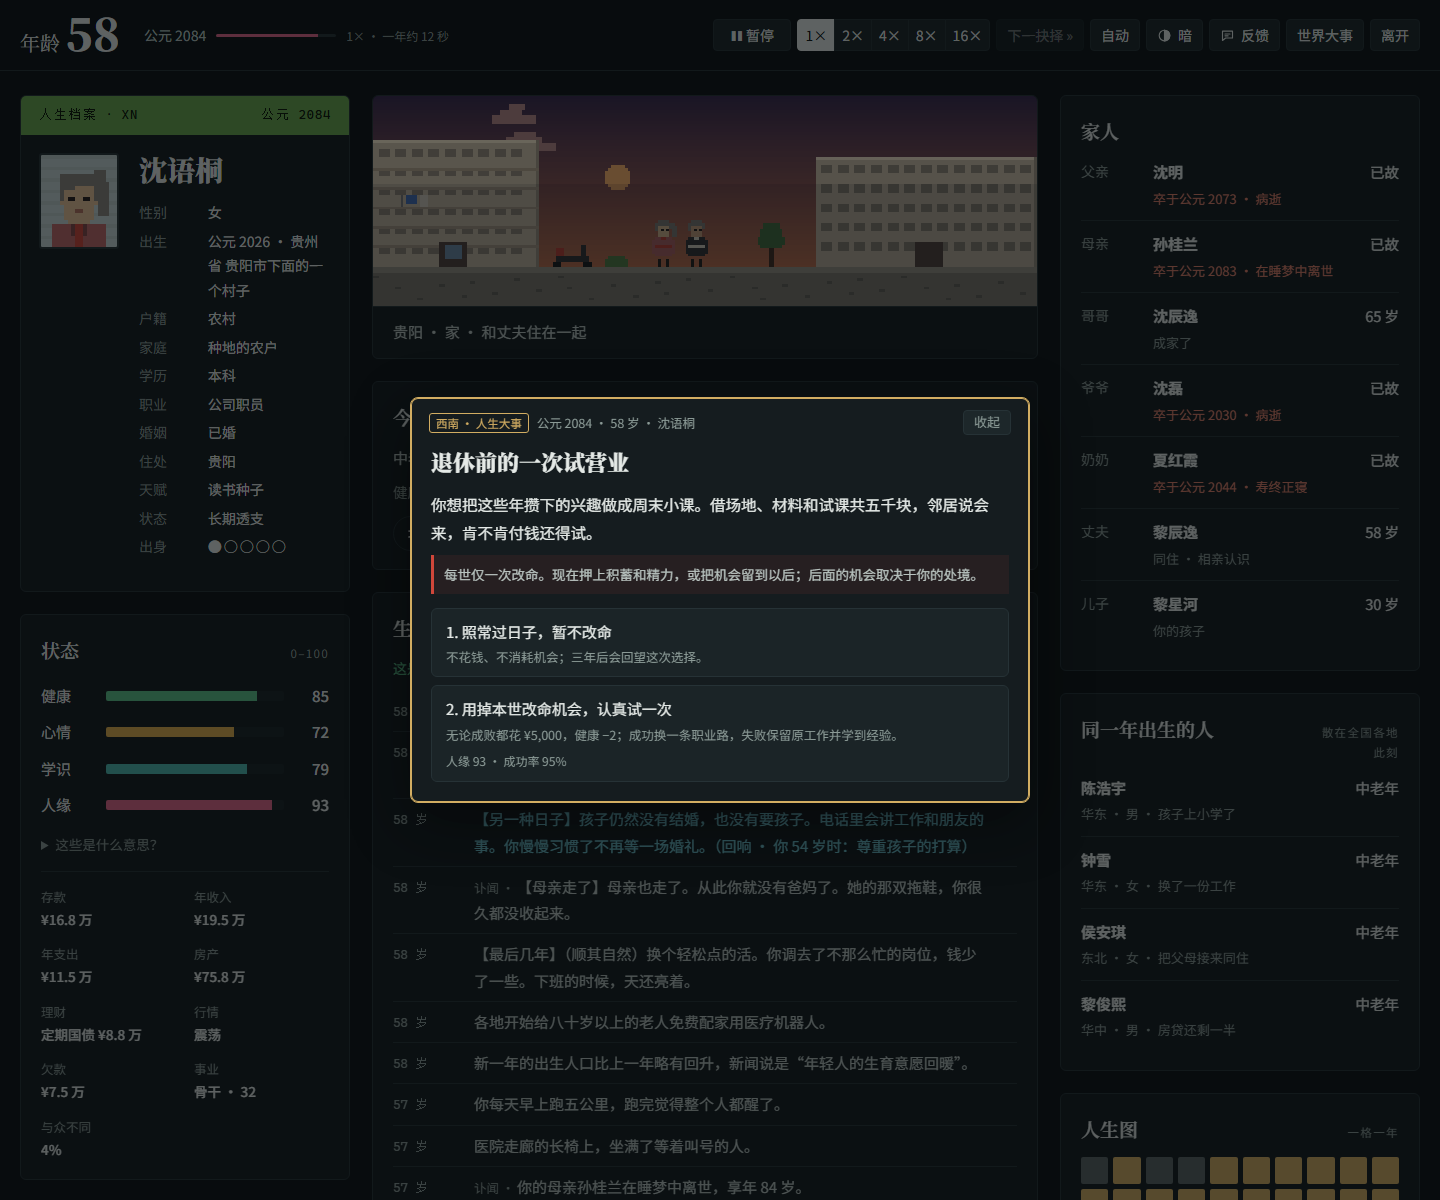 年龄 58
公元 2084
1× · 一年约 12 秒
暂停
1×
2×
4×
8×
16×
下一抉择 »
自动
暗
反馈
世界大事
离开
人生档案 · XN
公元 2084
沈语桐
性别 女
出生 公元 2026 · 贵州
省 贵阳市下面的一
个村子
户籍 农村
家庭 种地的农户
学历 本科
职业 公司职员
婚姻 已婚
住处 贵阳
天赋 读书种子
状态 长期透支
出身
状态
0–100
健康 85
心情 72
学识 79
人缘 93
这些是什么意思?
存款 年收入
¥16.8 万 ¥19.5 万
年支出 房产
¥11.5 万 ¥75.8 万
理财 行情
定期国债 ¥8.8 万 震荡
欠款 事业
¥7.5 万 骨干 · 32
与众不同
4%
贵阳 · 家 · 和丈夫住在一起
今
中
健
西南 · 人生大事
公元 2084 · 58 岁 · 沈语桐
收起
退休前的一次试营业
你想把这些年攒下的兴趣做成周末小课。借场地、材料和试课共五千块，邻居说会
来，肯不肯付钱还得试。
每世仅一次改命。现在押上积蓄和精力，或把机会留到以后；后面的机会取决于你的处境。
1. 照常过日子，暂不改命
不花钱、不消耗机会；三年后会回望这次选择。
2. 用掉本世改命机会，认真试一次
无论成败都花 ¥5,000，健康 −2；成功换一条职业路，失败保留原工作并学到经验。
人缘 93 · 成功率 95%
生
这
58
58
58 岁 【另一种日子】孩子仍然没有结婚，也没有要孩子。电话里会讲工作和朋友的
事。你慢慢习惯了不再等一场婚礼。（回响 · 你 54 岁时：尊重孩子的打算）
58 岁 讣闻 · 【母亲走了】母亲也走了。从此你就没有爸妈了。她的那双拖鞋，你很
久都没收起来。
58 岁 【最后几年】（顺其自然）换个轻松点的活。你调去了不那么忙的岗位，钱少
了一些。下班的时候，天还亮着。
58 岁 各地开始给八十岁以上的老人免费配家用医疗机器人。
58 岁 新一年的出生人口比上一年略有回升，新闻说是“年轻人的生育意愿回暖”。
57 岁 你每天早上跑五公里，跑完觉得整个人都醒了。
57 岁 医院走廊的长椅上，坐满了等着叫号的人。
57 岁 讣闻 · 你的母亲孙桂兰在睡梦中离世，享年 84 岁。
家人
父亲 沈明 已故
卒于公元 2073 · 病逝
母亲 孙桂兰 已故
卒于公元 2083 · 在睡梦中离世
哥哥 沈辰逸 65 岁
成家了
爷爷 沈磊 已故
卒于公元 2030 · 病逝
奶奶 夏红霞 已故
卒于公元 2044 · 寿终正寝
丈夫 黎辰逸 58 岁
同住 · 相亲认识
儿子 黎星河 30 岁
你的孩子
同一年出生的人
散在全国各地
此刻
陈浩宇 中老年
华东 · 男 · 孩子上小学了
钟雪 中老年
华东 · 女 · 换了一份工作
侯安琪 中老年
东北 · 女 · 把父母接来同住
黎俊熙 中老年
华中 · 男 · 房贷还剩一半
人生图
一格一年